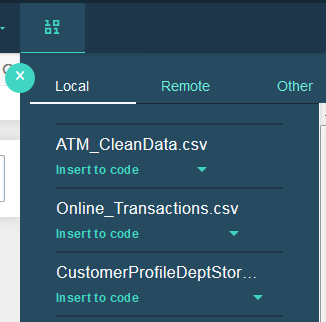 Local Remote Other
ATM_CleanData.csv
Insert to code
Online_Transactions.csv
Insert to code
CustomerProfileDeptStor...
Insert to code